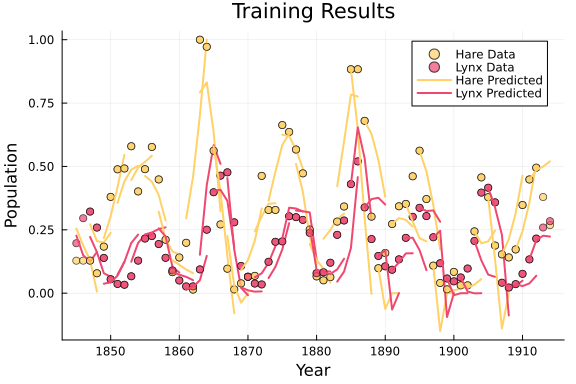 Training Results
1.00
0.75
0.50
0.25
0.00
Population
Hare Data
Lynx Data
Hare Predicted
Lynx Predicted
1850
1860
1870
1880
1890
1900
1910
Year